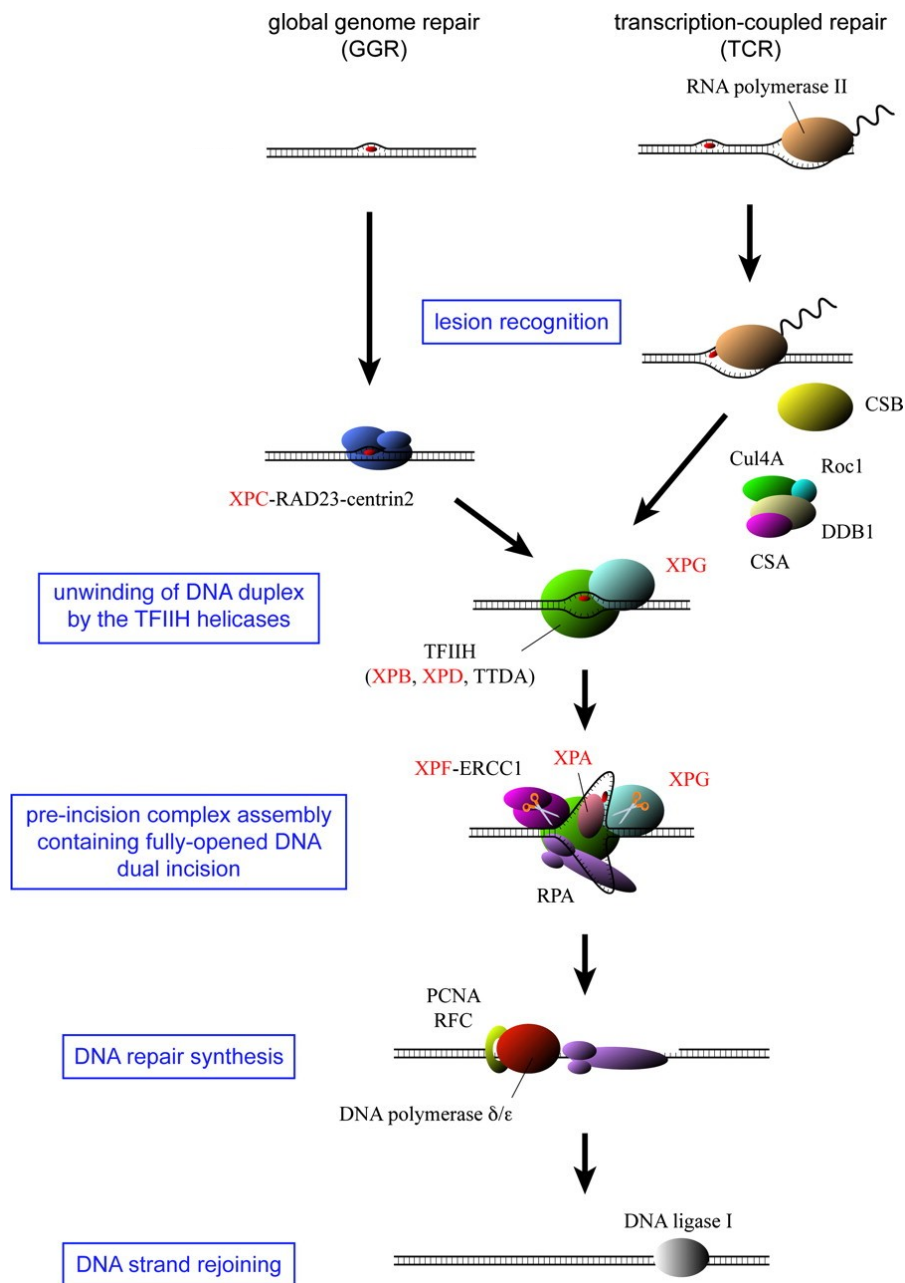 global genome repair
(GGR)
transcription-coupled repair
(TCR)
RNA polymerase II
lesion recognition
CSB
Cul4A
Roc1
DDB1
CSA
XPC-RAD23-centrin2
unwinding of DNA duplex
by the TFIIH helicases
XPG
TFIIH
(XPB, XPD, TTDA)
XPF-ERCC1
XPA
XPG
pre-incision complex assembly
containing fully-opened DNA
dual incision
RPA
PCNA
RFC
DNA repair synthesis
DNA polymerase δ/ε
DNA ligase I
DNA strand rejoining